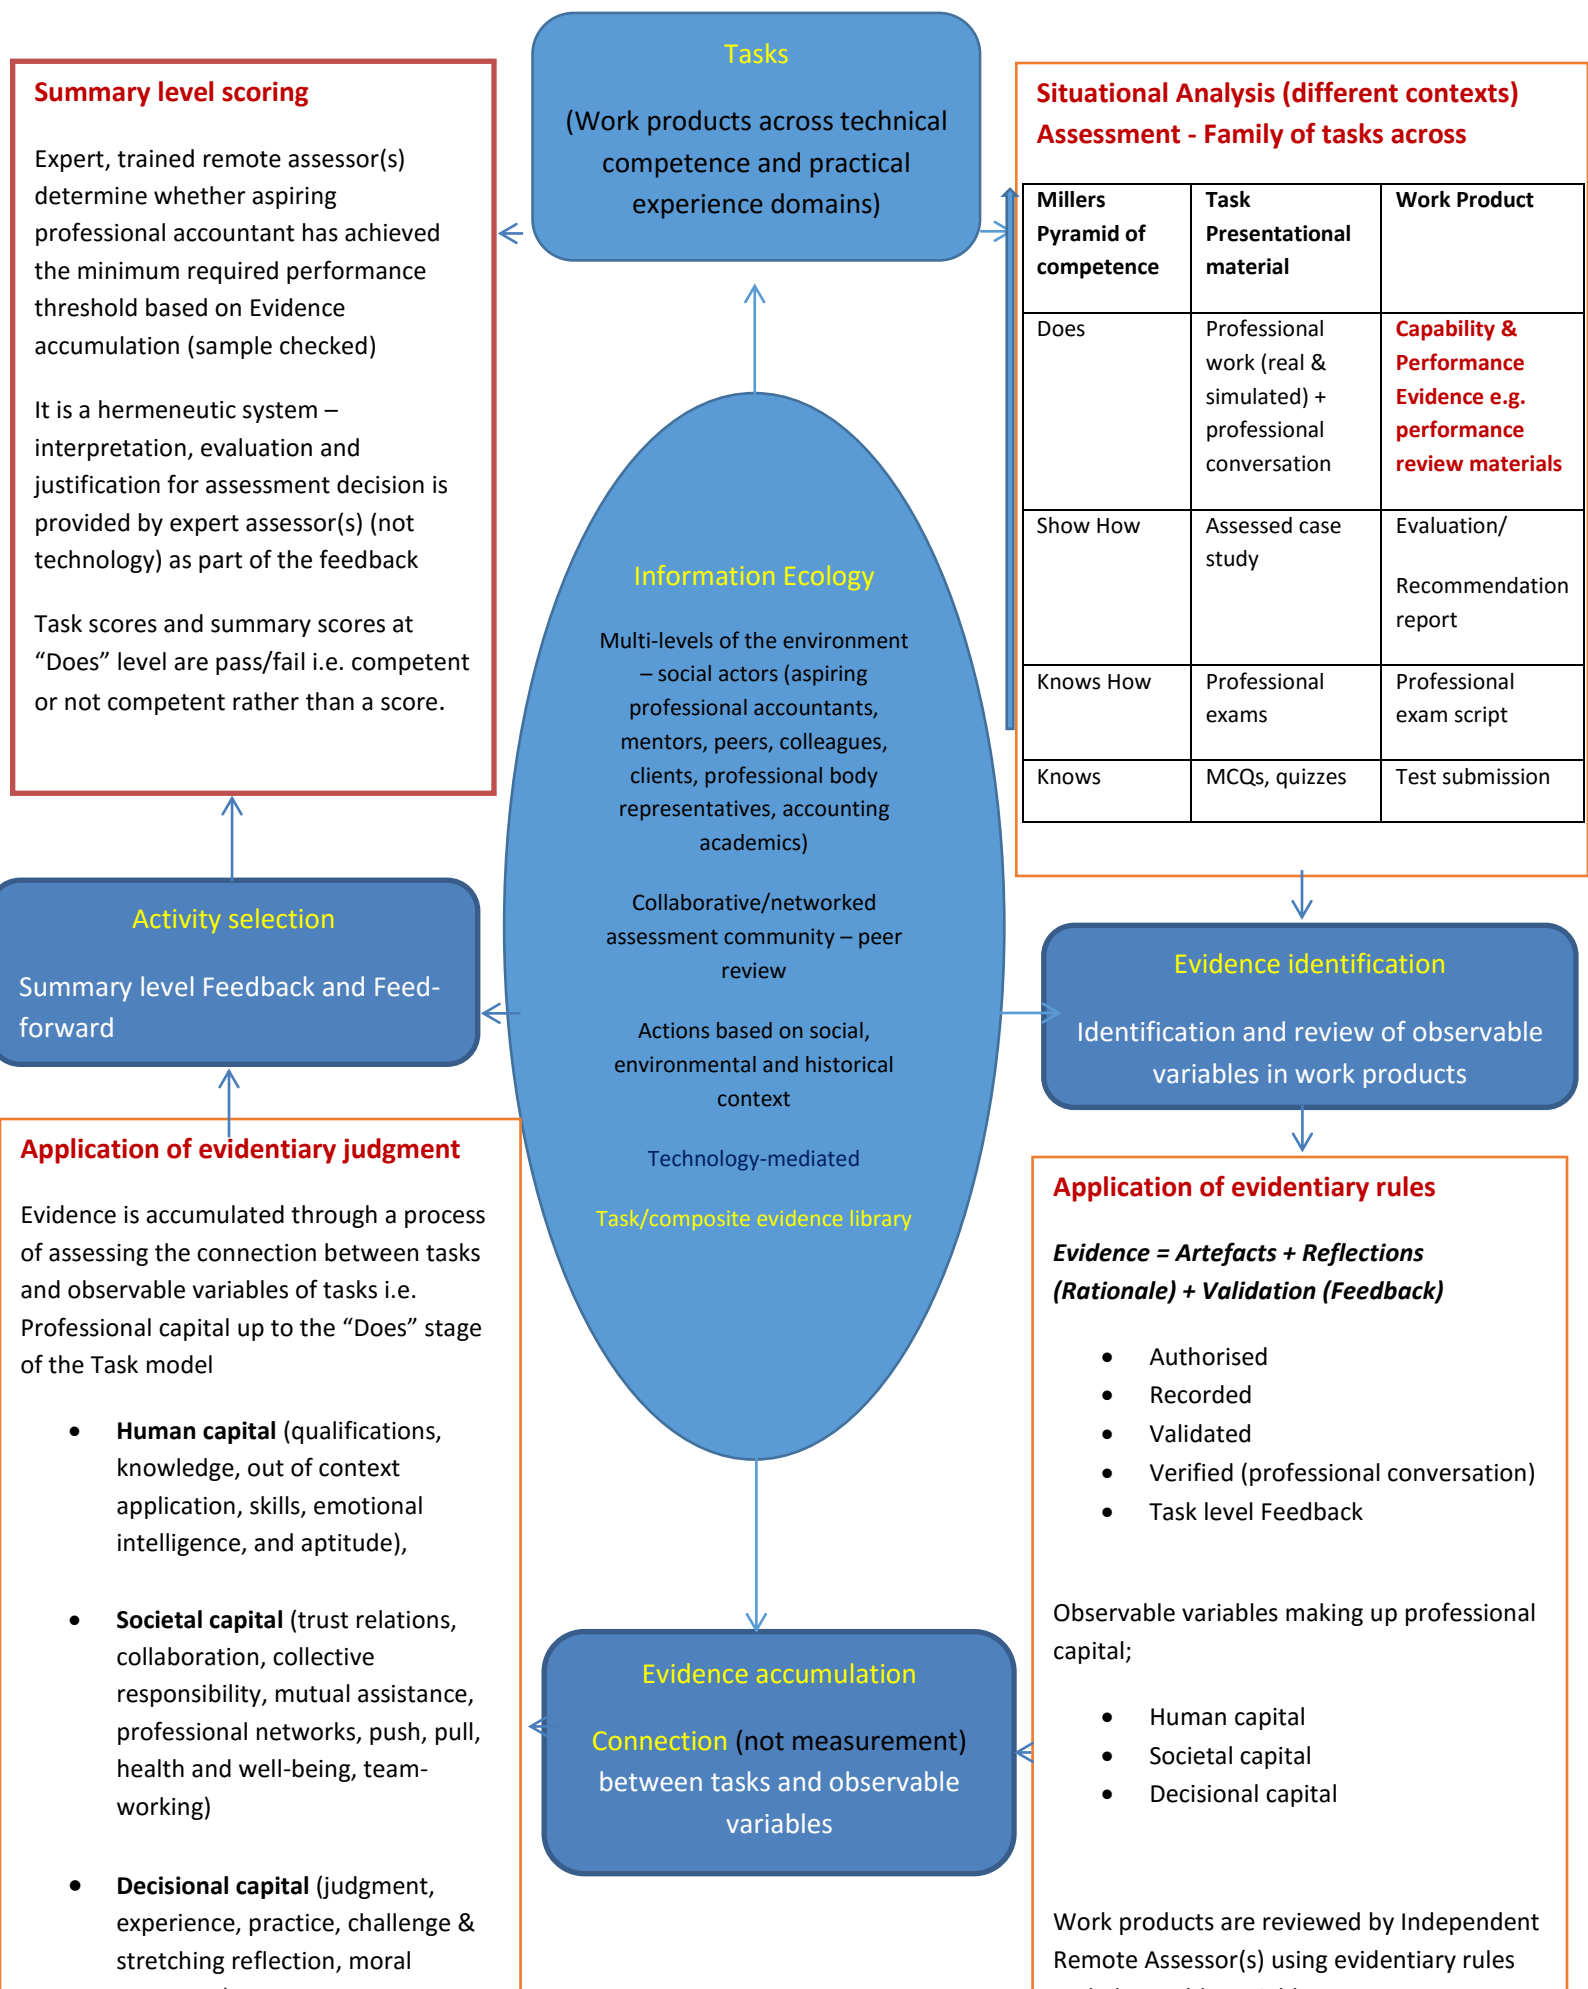 Tasks
(Work products across technical
competence and practical
experience domains)
Summary level scoring
Expert, trained remote assessor(s)
determine whether aspiring
professional accountant has achieved
the minimum required performance
threshold based on Evidence
accumulation (sample checked)
It is a hermeneutic system –
interpretation, evaluation and
justification for assessment decision is
provided by expert assessor(s) (not
technology) as part of the feedback
Task scores and summary scores at
“Does” level are pass/fail i.e. competent
or not competent rather than a score.
Situational Analysis (different contexts)
Assessment - Family of tasks across
Millers
Pyramid of
competence
Task
Presentational
material
Work Product
Does
Professional
work (real &
simulated) +
professional
conversation
Capability &
Performance
Evidence e.g.
performance
review materials
Show How
Assessed case
study
Evaluation/
Recommendation
report
Knows How
Professional
exams
Professional
exam script
Knows
MCQs, quizzes
Test submission
Information Ecology
Multi-levels of the environment
– social actors (aspiring
professional accountants,
mentors, peers, colleagues,
clients, professional body
representatives, accounting
academics)
Collaborative/networked
assessment community – peer
review
Actions based on social,
environmental and historical
context
Technology-mediated
Task/composite evidence library
Activity selection
Summary level Feedback and Feed-
forward
Evidence identification
Identification and review of observable
variables in work products
Application of evidentiary judgment
Evidence is accumulated through a process
of assessing the connection between tasks
and observable variables of tasks i.e.
Professional capital up to the “Does” stage
of the Task model
• Human capital (qualifications,
knowledge, out of context
application, skills, emotional
intelligence, and aptitude),
• Societal capital (trust relations,
collaboration, collective
responsibility, mutual assistance,
professional networks, push, pull,
health and well-being, team-
working)
• Decisional capital (judgment,
experience, practice, challenge &
stretching reflection, moral
Application of evidentiary rules
Evidence = Artefacts + Reflections
(Rationale) + Validation (Feedback)
• Authorised
• Recorded
• Validated
• Verified (professional conversation)
• Task level Feedback
Observable variables making up professional
capital;
• Human capital
• Societal capital
• Decisional capital
Work products are reviewed by Independent
Remote Assessor(s) using evidentiary rules
Evidence accumulation
Connection (not measurement)
between tasks and observable
variables